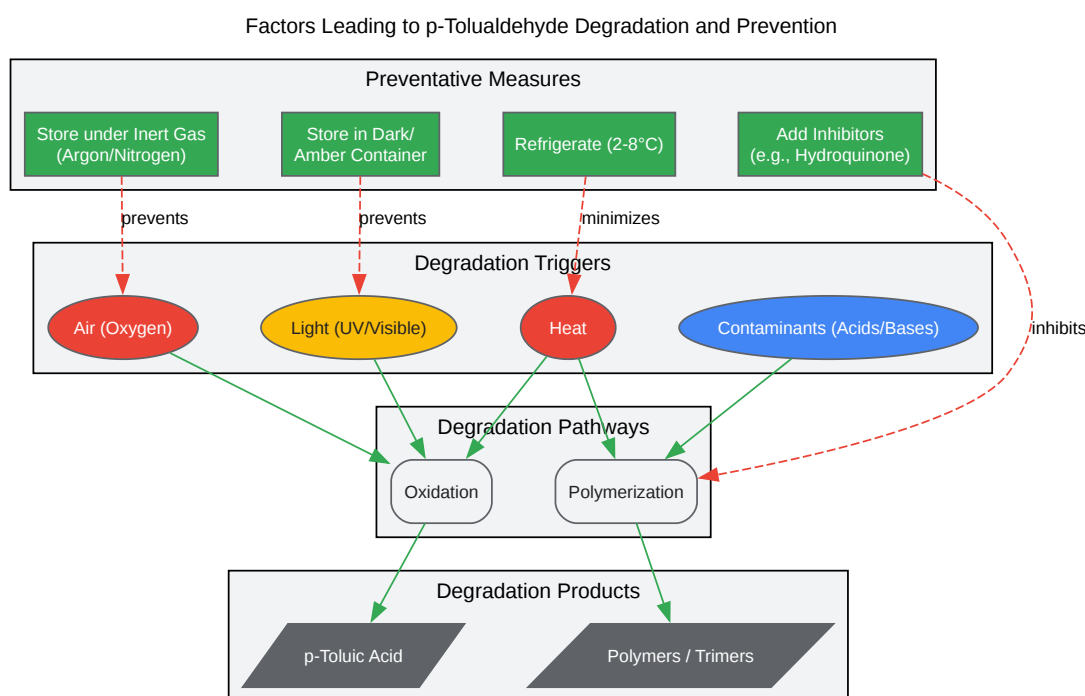 Factors Leading to p-Tolualdehyde Degradation and Prevention
Preventative Measures
Store under Inert Gas
(Argon/Nitrogen)
Store in Dark/
Amber Container
Refrigerate (2-8°C)
Add Inhibitors
(e.g., Hydroquinone)
prevents
prevents
minimizes
Degradation Triggers
Air (Oxygen)
Light (UV/Visible)
Heat
Contaminants (Acids/Bases)
inhibits
Degradation Pathways
Oxidation
Polymerization
Degradation Products
p-Toluic Acid
Polymers / Trimers